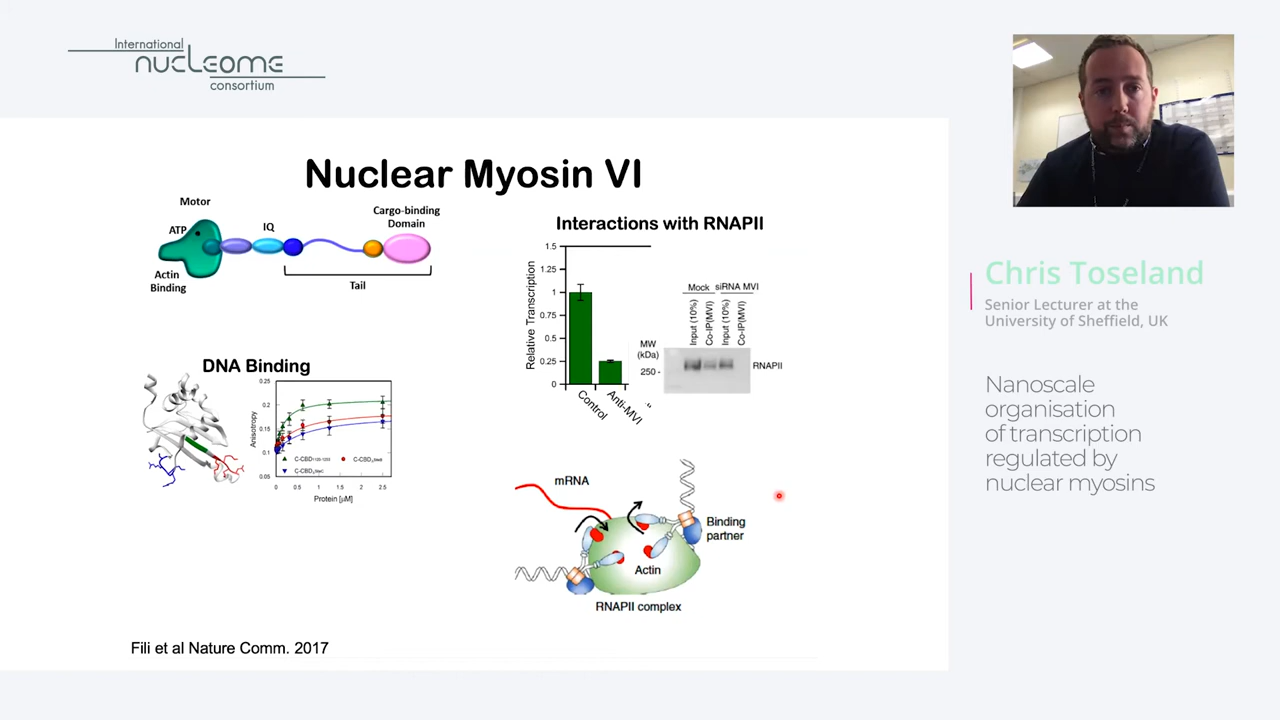 International
nucleome
consortium
Nuclear Myosin VI
Motor
ATP
IQ
Cargo-binding
Domain
Actin
Binding
Tail
Interactions with RNAPII
Relative Transcription
1.5
1.25
1
0.75
0.5
0.25
0
Control
Anti-MVI
Mock
siRNA MVI
Input (10%)
Co-IP(MVI)
Input (10%)
Co-IP(MVI)
MW
(kDa)
250 -
RNAPII
DNA Binding
Anisotropy
0.25
0.2
0.15
0.1
0.05
0
0.5
1
1.5
2
2.5
Protein [µM]
mRNA
Binding
partner
Actin
RNAPII complex
Fili et al Nature Comm. 2017
Chris Toseland
Senior Lecturer at the
University of Sheffield, UK
Nanoscale
organisation
of transcription
regulated by
nuclear myosins